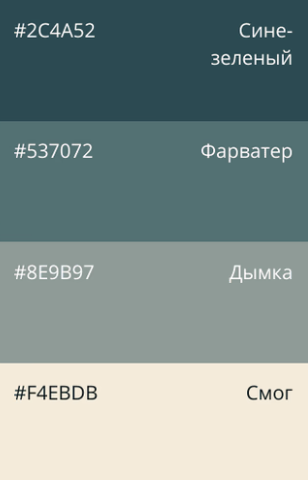 #2C4A52 Сине-
зеленый
#537072 Фарватер
#8E9B97 Дымка
#F4EBDB Смог